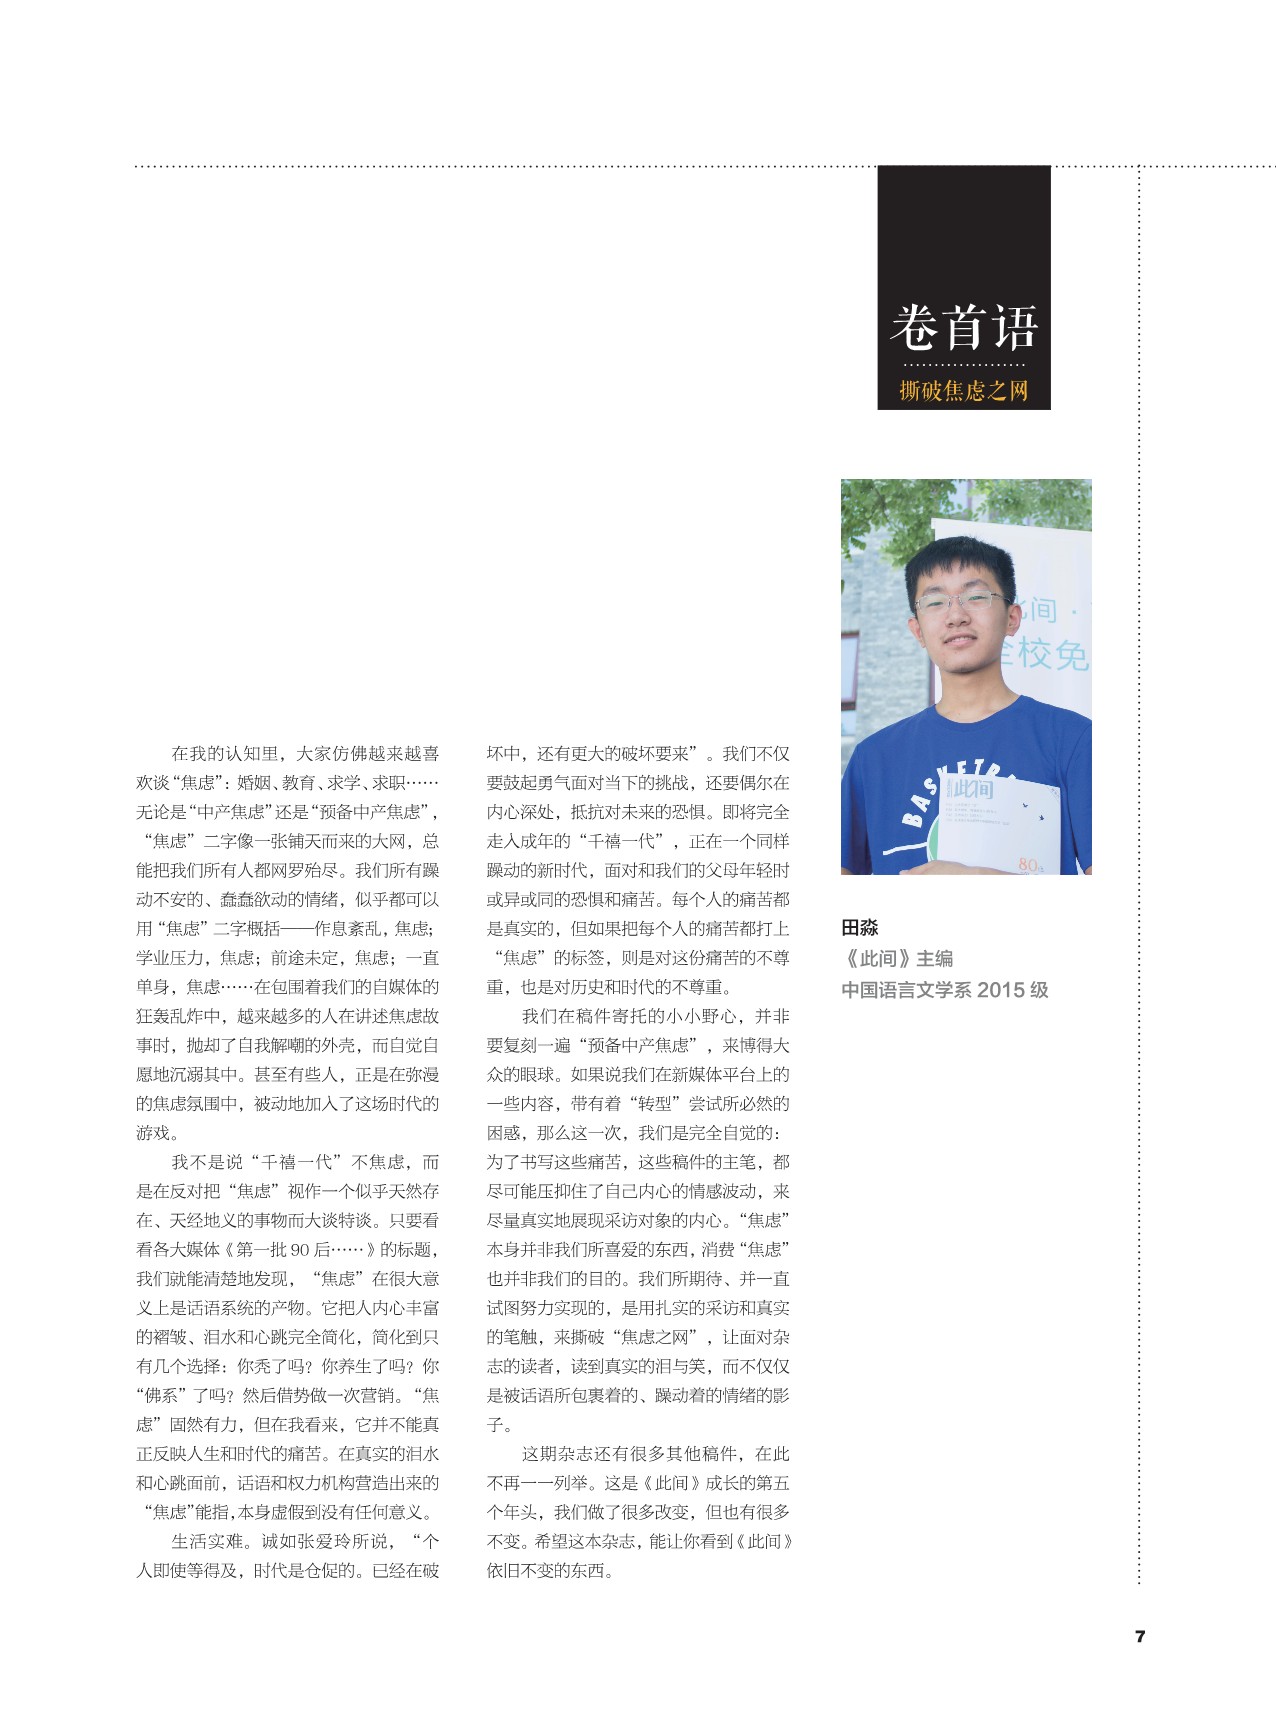 卷首语
撕破焦虑之网
在我的认知里，大家仿佛越来越喜
欢谈“焦虑”：婚姻、教育、求学、求职……
无论是“中产焦虑”还是“预备中产焦虑”，
“焦虑”二字像一张铺天而来的大网，总
能把我们所有人都网罗殆尽。我们所有躁
动不安的、蠢蠢欲动的情绪，似乎都可以
用“焦虑”二字概括——作息紊乱，焦虑；
学业压力，焦虑；前途未定，焦虑；一直
单身，焦虑……在包围着我们的自媒体的
狂轰乱炸中，越来越多的人在讲述焦虑故
事时，抛却了自我解嘲的外壳，而自觉自
愿地沉溺其中。甚至有些人，正是在弥漫
的焦虑氛围中，被动地加入了这场时代的
游戏。
我不是说“千禧一代”不焦虑，而
是在反对把“焦虑”视作一个似乎天然存
在、天经地义的事物而大谈特谈。只要看
看各大媒体《第一批90后……》的标题，
我们就能清楚地发现，“焦虑”在很大意
义上是话语系统的产物。它把人内心丰富
的褶皱、泪水和心跳完全简化，简化到只
有几个选择：你秃了吗？你养生了吗？你
“佛系”了吗？然后借势做一次营销。“焦
虑”固然有力，但在我看来，它并不能真
正反映人生和时代的痛苦。在真实的泪水
和心跳面前，话语和权力机构营造出来的
“焦虑”能指，本身虚假到没有任何意义。
生活实难。诚如张爱玲所说，“个
人即使等得及，时代是仓促的。已经在破
坏中，还有更大的破坏要来”。我们不仅
要鼓起勇气面对当下的挑战，还要偶尔在
内心深处，抵抗对未来的恐惧。即将完全
走入成年的“千禧一代”，正在一个同样
躁动的新时代，面对和我们的父母年轻时
或异或同的恐惧和痛苦。每个人的痛苦都
是真实的，但如果把每个人的痛苦都打上
“焦虑”的标签，则是对这份痛苦的不尊
重，也是对历史和时代的不尊重。
我们在稿件寄托的小小野心，并非
要复刻一遍“预备中产焦虑”，来博得大
众的眼球。如果说我们在新媒体平台上的
一些内容，带有着“转型”尝试所必然的
困惑，那么这一次，我们是完全自觉的：
为了书写这些痛苦，这些稿件的主笔，都
尽可能压抑住了自己内心的情感波动，来
尽量真实地展现采访对象的内心。“焦虑”
本身并非我们所喜爱的东西，消费“焦虑”
也并非我们的目的。我们所期待、并一直
试图努力实现的，是用扎实的采访和真实
的笔触，来撕破“焦虑之网”，让面对杂
志的读者，读到真实的泪与笑，而不仅仅
是被话语所包裹着的、躁动着的情绪的影
子。
这期杂志还有很多其他稿件，在此
不再一一列举。这是《此间》成长的第五
个年头，我们做了很多改变，但也有很多
不变。希望这本杂志，能让你看到《此间》
依旧不变的东西。
此间·
全校免
BASKETB
此间
80
田淼
《此间》主编
中国语言文学系 2015 级
7